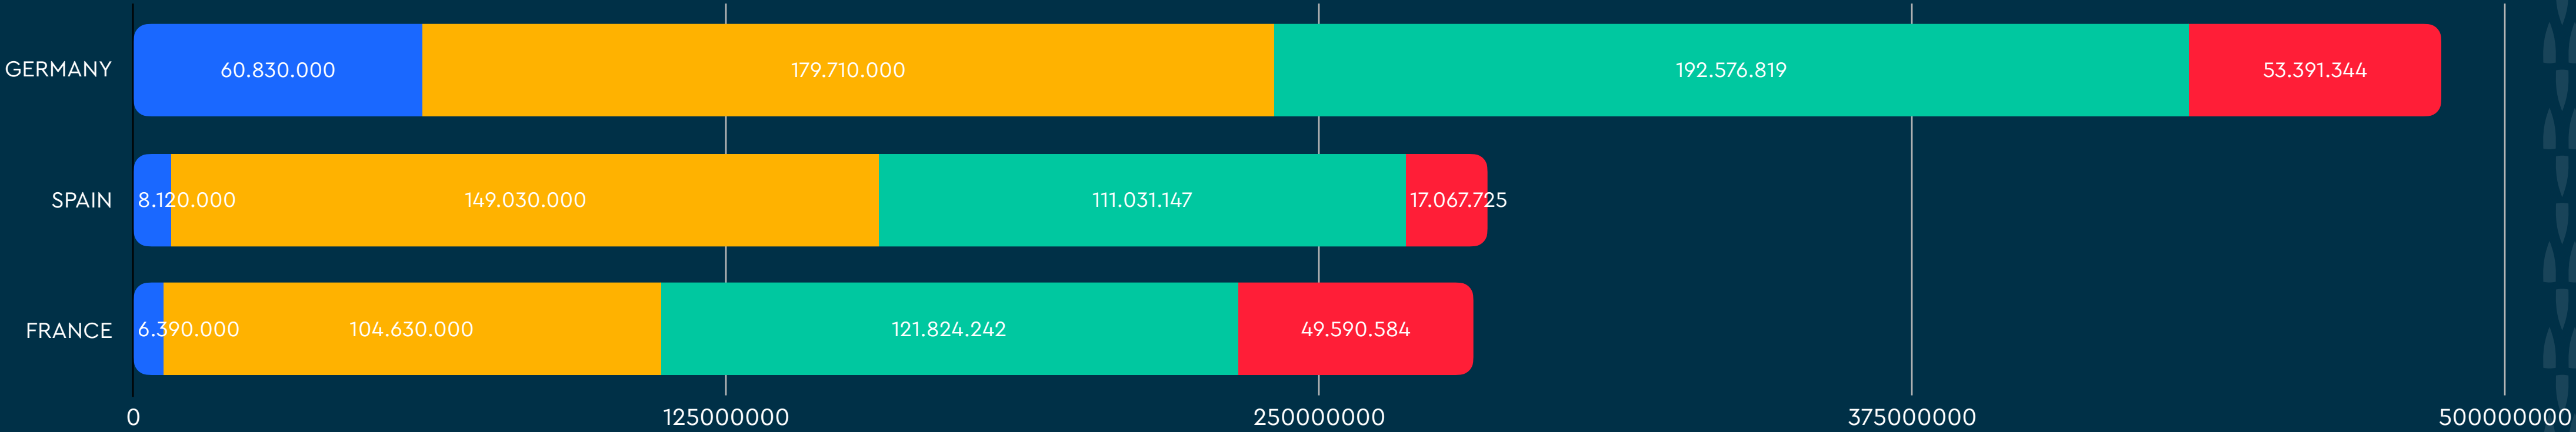 GERMANY 60.830.000 179.710.000 192.576.819 53.391.344
SPAIN 8.120.000 149.030.000 111.031.147 17.067.725
FRANCE 6.390.000 104.630.000 121.824.242 49.590.584
0 125000000 250000000 375000000 500000000